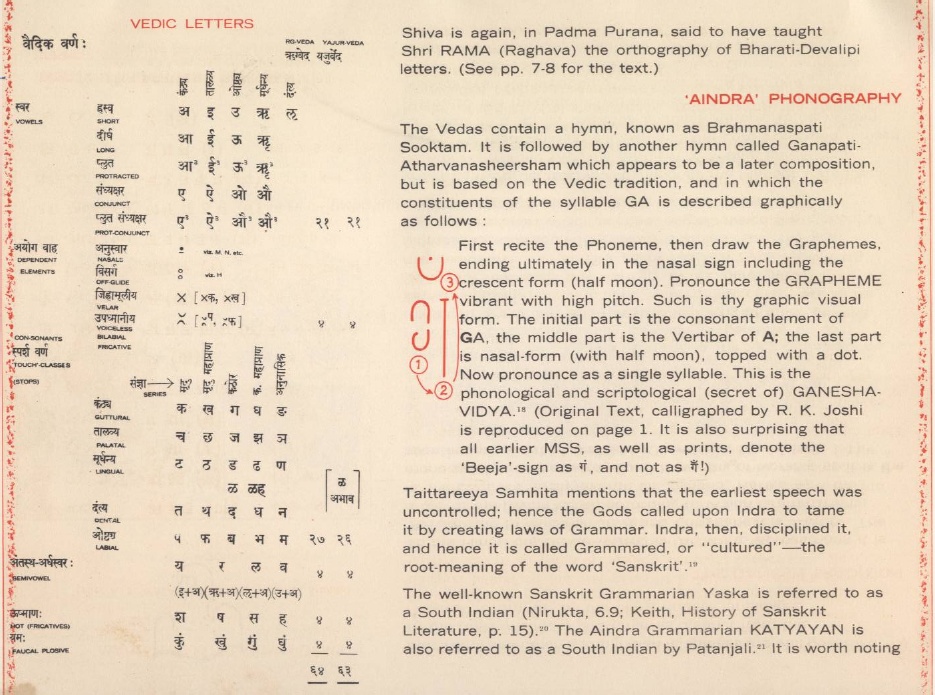 VEDIC LETTERS
वैदिक वर्ण :
RG-VEDA YAJUR-VEDA
ऋग्वेद यजुर्वेद
कंठ्य तालव्य ओष्ठ्य मूर्धन्य दंत्य
स्वर ह्रस्व अ इ उ ऋ लृ
VOWELS SHORT
दीर्घ आ ई ऊ ॠ
LONG
प्लुत आ³ ई³ ऊ³ ॠ³
PROTRACTED
संध्यक्षर ए ऐ ओ औ
CONJUNCT
प्लुत संध्यक्षर ए³ ऐ³ ओ³ औ³ २१ २१
PROT-CONJUNCT
अयोग वाह अनुस्वार viz. M. N. etc.
DEPENDENT NASALS
ELEMENTS विसर्ग viz. H
OFF-GLIDE
जिह्वामूलीय
VELAR
उपध्मानीय ४ ४
VOICELESS
BILABIAL
FRICATIVE
CON-SONANTS
स्पर्श वर्ण
TOUCH-CLASSES
(STOPS)
संज्ञा
SERIES
मृदु मृदु महाप्राण कठोर क. महाप्राण अनुनासिक
कंठ्य क ख ग घ ङ
GUTTURAL
तालव्य च छ ज झ ञ
PALATAL
मूर्धन्य ट ठ ड ढ ण
LINGUAL
ळ ळह
ळ
अभाव
दंत्य त थ द ध न
DENTAL
ओष्ठ्य प फ ब भ म २७ २६
LABIAL
अंतस्थ-अर्धस्वर : य र ल व ४ ४
SEMIVOWEL
(इ+अ)(ऋ+अ)(लृ+अ)(उ+अ)
ऊष्माण: श ष स ह ४ ४
HOT (FRICATIVES)
यम: कुं खुं गुं घुं ४ ४
FAUCAL PLOSIVE
६४ ६३
Shiva is again, in Padma Purana, said to have taught
Shri RAMA (Raghava) the orthography of Bharati-Devalipi
letters. (See pp. 7-8 for the text.)
'AINDRA' PHONOGRAPHY
The Vedas contain a hymn, known as Brahmanaspati
Sooktam. It is followed by another hymn called Ganapati-
Atharvanasheersham which appears to be a later composition,
but is based on the Vedic tradition, and in which the
constituents of the syllable GA is described graphically
as follows :
First recite the Phoneme, then draw the Graphemes,
ending ultimately in the nasal sign including the
crescent form (half moon). Pronounce the GRAPHEME
vibrant with high pitch. Such is thy graphic visual
form. The initial part is the consonant element of
GA, the middle part is the Vertibar of A; the last part
is nasal-form (with half moon), topped with a dot.
Now pronounce as a single syllable. This is the
phonological and scriptological (secret of) GANESHA-
VIDYA.¹⁸ (Original Text, calligraphed by R. K. Joshi
is reproduced on page 1. It is also surprising that
all earlier MSS, as well as prints, denote the
'Beeja'-sign as गं, and not as गँ!)
3
1
2
Taittareeya Samhita mentions that the earliest speech was
uncontrolled; hence the Gods called upon Indra to tame
it by creating laws of Grammar. Indra, then, disciplined it,
and hence it is called Grammared, or "cultured"—the
root-meaning of the word 'Sanskrit'.¹⁹
The well-known Sanskrit Grammarian Yaska is referred to as
a South Indian (Nirukta, 6.9; Keith, History of Sanskrit
Literature, p. 15).²⁰ The Aindra Grammarian KATYAYAN is
also referred to as a South Indian by Patanjali.²¹ It is worth noting